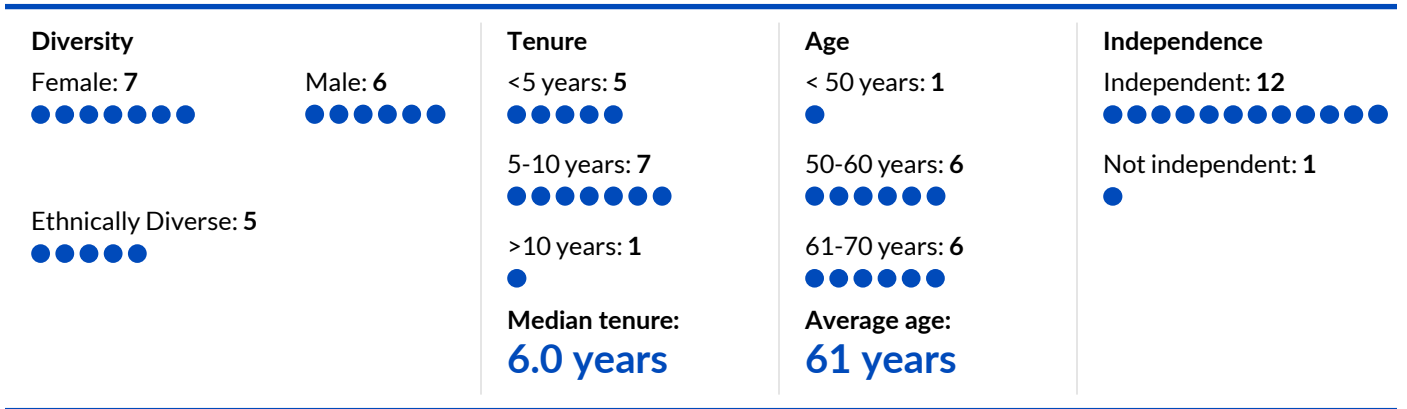 Diversity
Female: 7
Male: 6
Ethnically Diverse: 5
Tenure
<5 years: 5
5-10 years: 7
>10 years: 1
Median tenure:
6.0 years
Age
< 50 years: 1
50-60 years: 6
61-70 years: 6
Average age:
61 years
Independence
Independent: 12
Not independent: 1